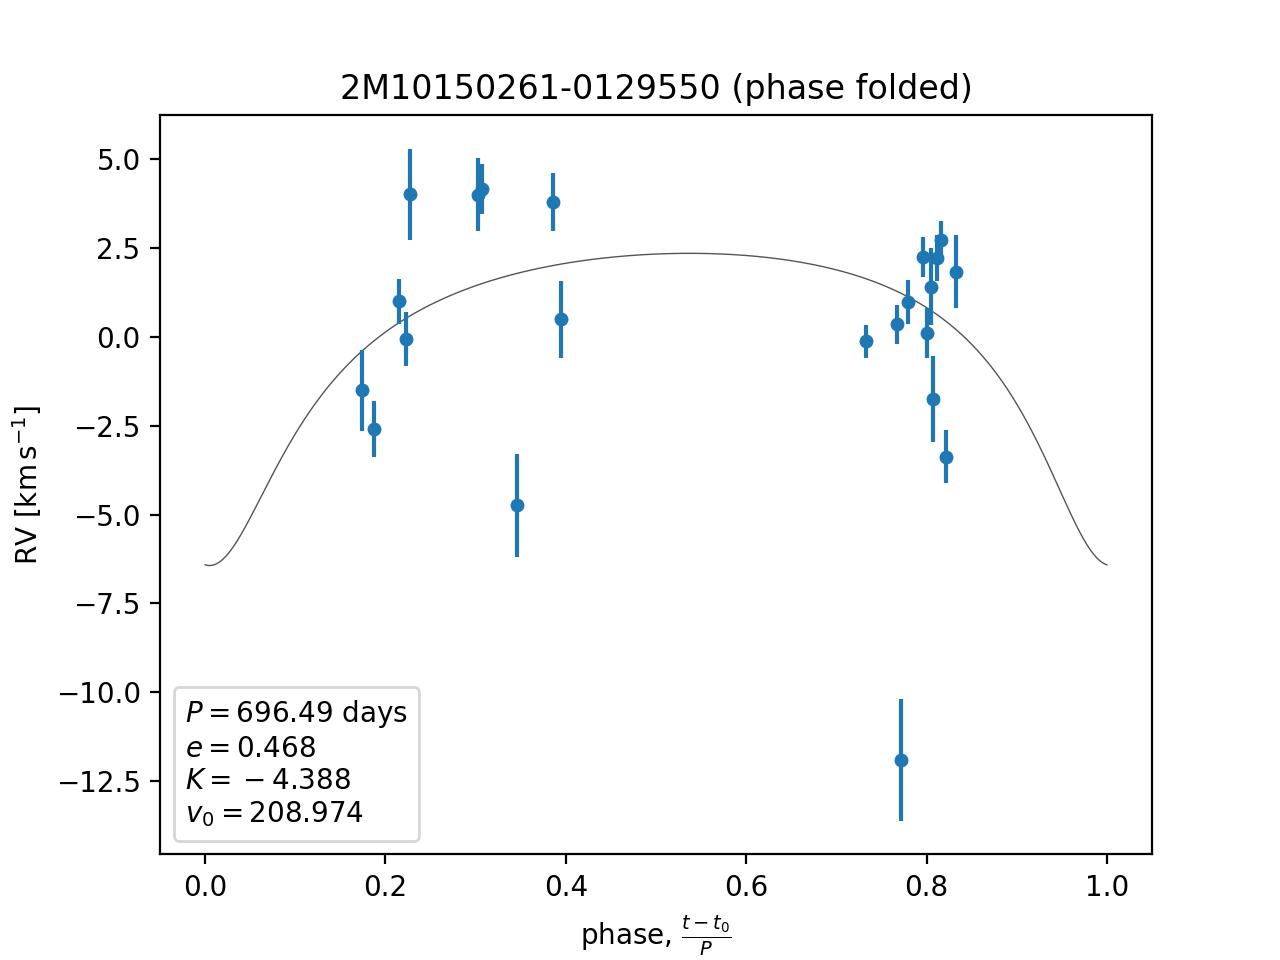 2M10150261-0129550 (phase folded)
RV [km s⁻¹]
5.0
2.5
0.0
−2.5
−5.0
−7.5
−10.0
−12.5
P = 696.49 days
e = 0.468
K = −4.388
v₀ = 208.974
0.0 0.2 0.4 0.6 0.8 1.0
phase, (t − t₀)/P